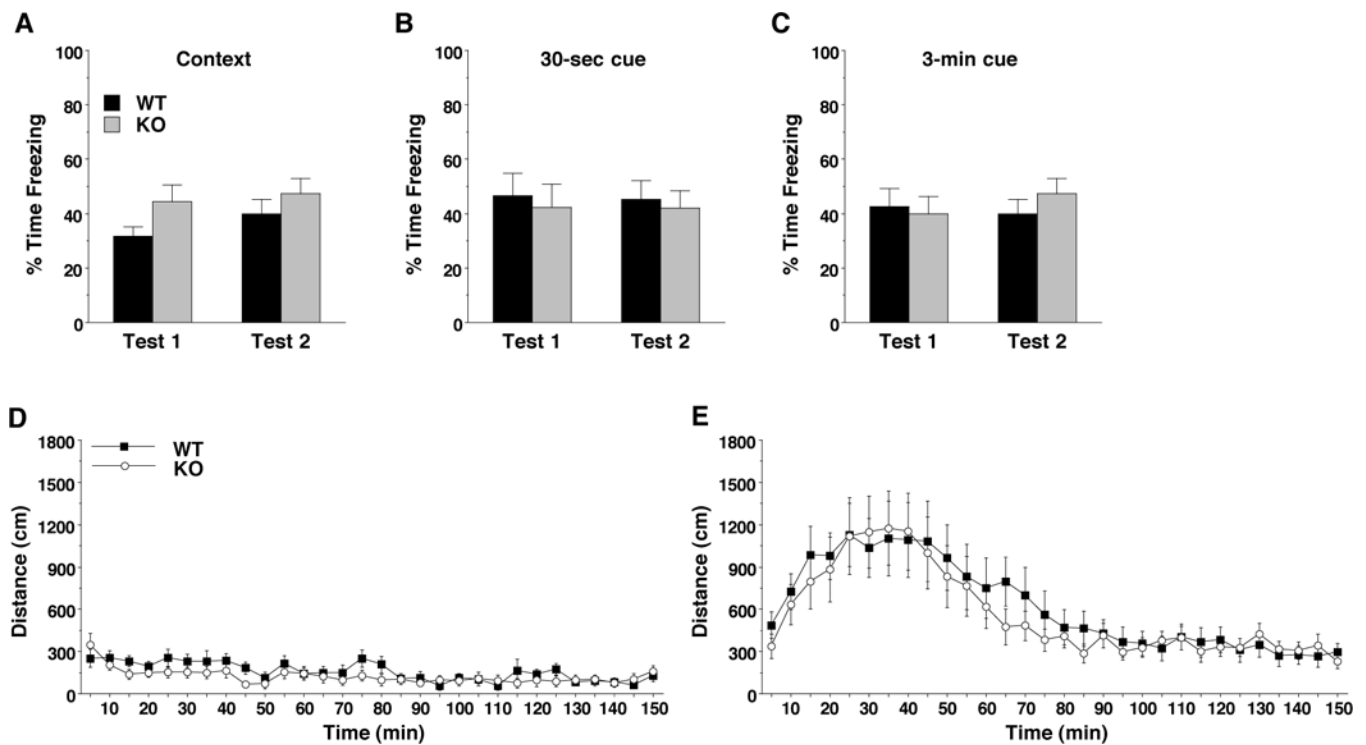 A
Context
100
80
60
40
20
0
% Time Freezing
WT
KO
Test 1
Test 2
B
30-sec cue
100
80
60
40
20
0
% Time Freezing
Test 1
Test 2
C
3-min cue
100
80
60
40
20
0
% Time Freezing
Test 1
Test 2
D
1800
1500
1200
900
600
300
0
Distance (cm)
WT
KO
10 20 30 40 50 60 70 80 90 100 110 120 130 140 150
Time (min)
E
1800
1500
1200
900
600
300
0
Distance (cm)
10 20 30 40 50 60 70 80 90 100 110 120 130 140 150
Time (min)